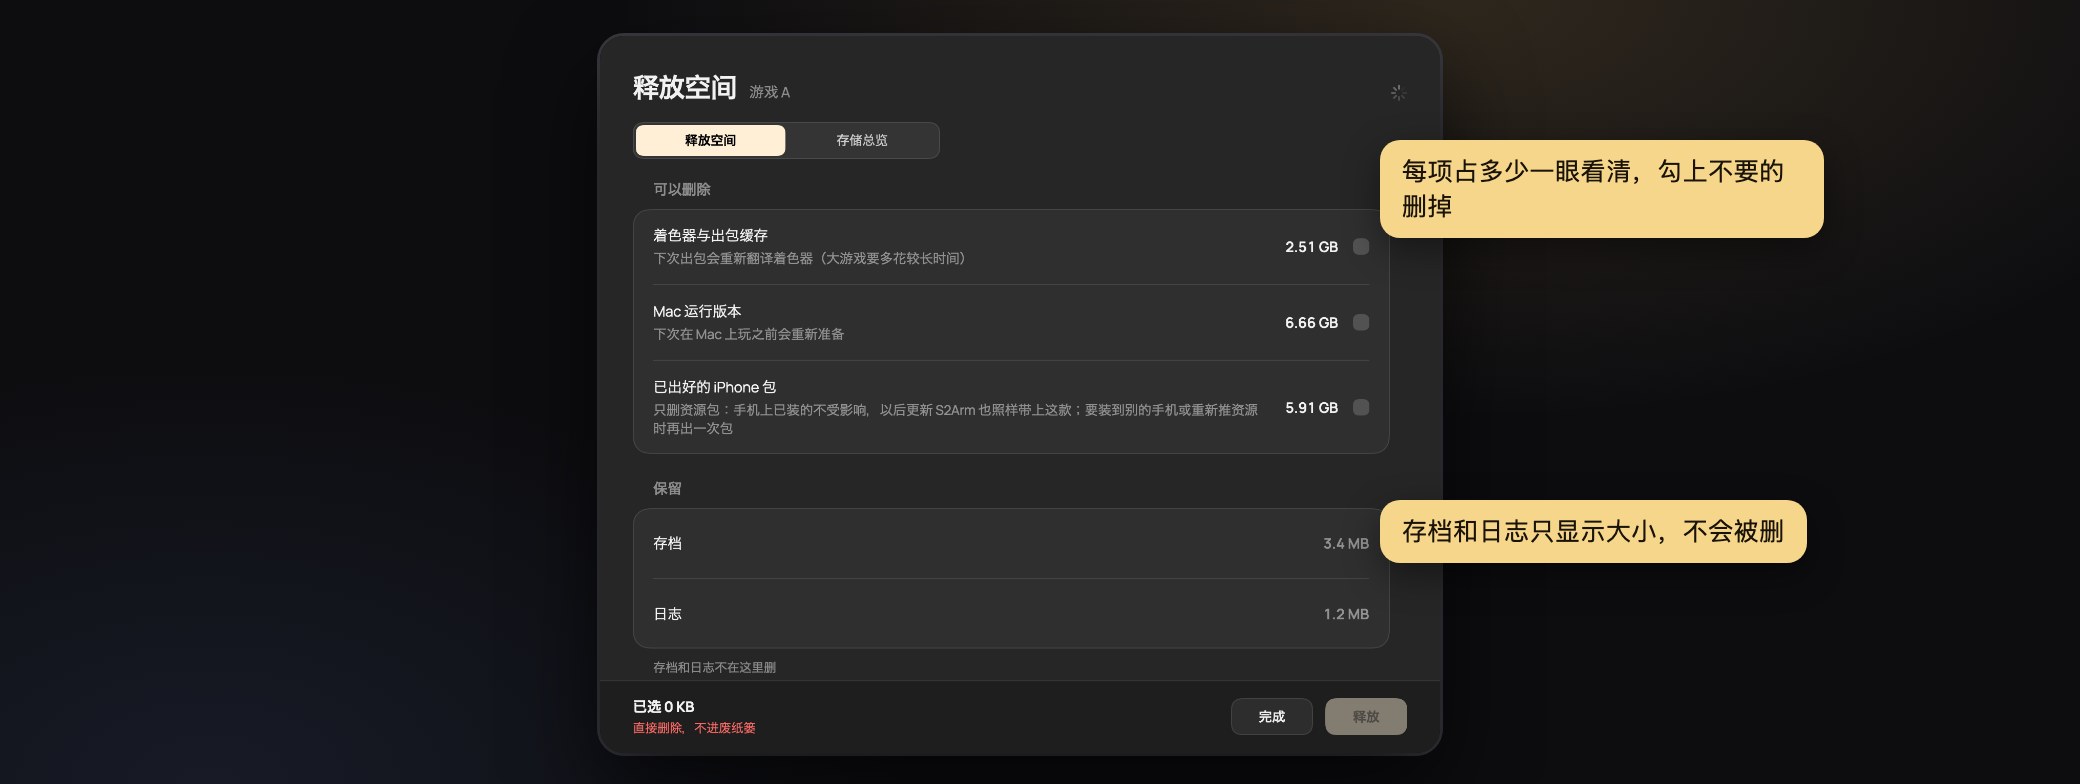 释放空间 游戏 A
释放空间 存储总览
每项占多少一眼看清，勾上不要的
删掉
可以删除
着色器与出包缓存
下次出包会重新翻译着色器（大游戏要多花较长时间）
2.51 GB
Mac 运行版本
下次在 Mac 上玩之前会重新准备
6.66 GB
已出好的 iPhone 包
只删资源包：手机上已装的不受影响，以后更新 S2Arm 也照样带上这款；要装到别的手机或重新推资源
时再出一次包
5.91 GB
保留
存档 3.4 MB
存档和日志只显示大小，不会被删
日志 1.2 MB
存档和日志不在这里删
已选 0 KB
直接删除，不进废纸篓
完成 释放